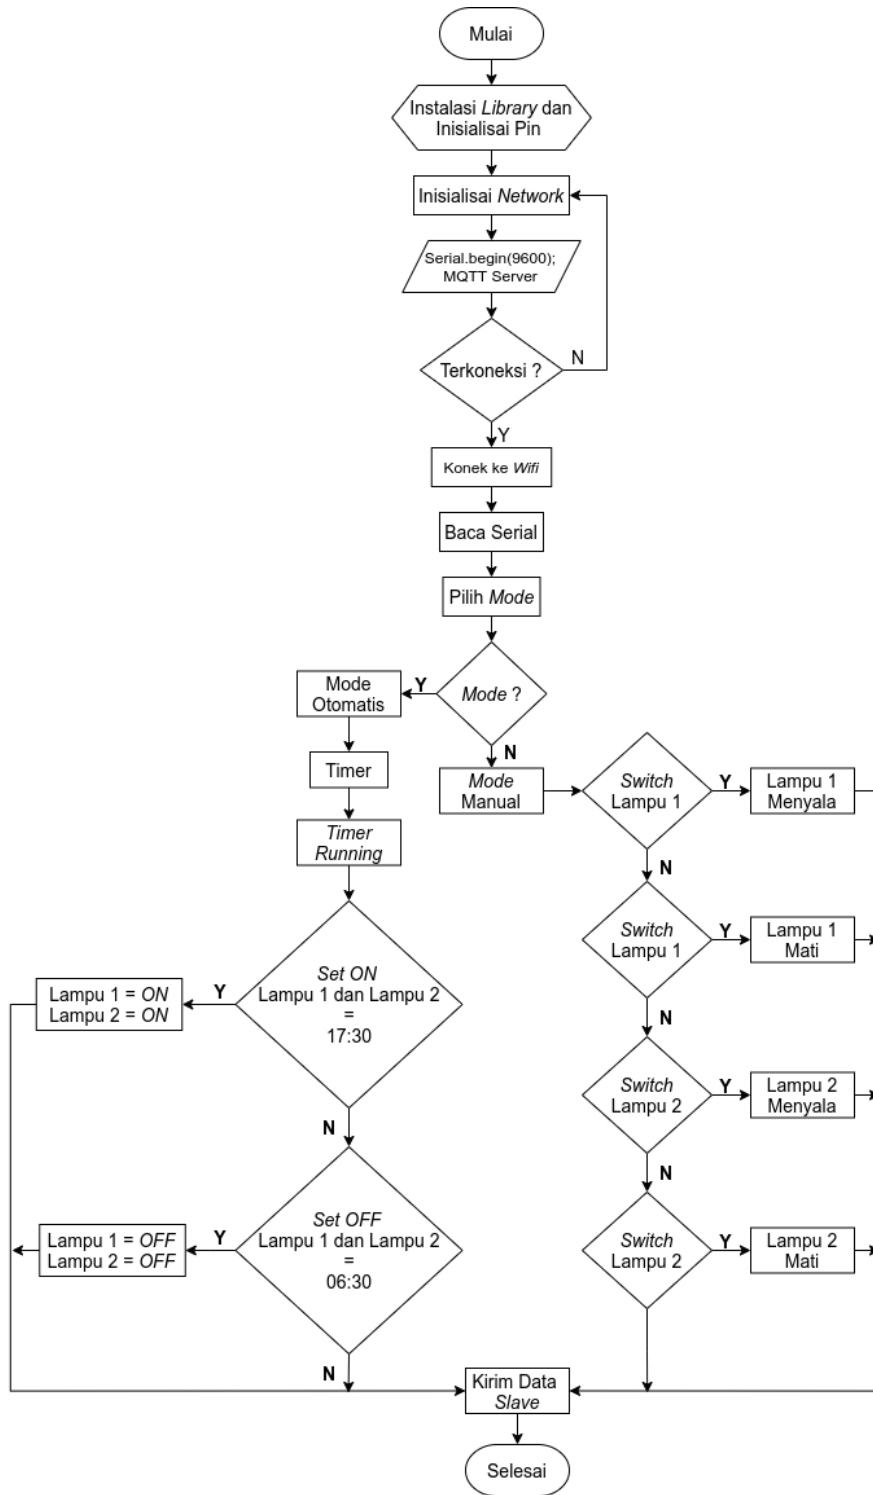 Mulai
Instalasi Library dan
Inisialisai Pin
Inisialisai Network
Serial.begin(9600);
MQTT Server
Terkoneksi ?
N
Y
Konek ke Wifi
Baca Serial
Pilih Mode
Mode ?
Y
Mode
Otomatis
N
Timer
Mode
Manual
Switch
Lampu 1
Y
Lampu 1
Menyala
Timer
Running
N
Switch
Lampu 1
Y
Lampu 1
Mati
Set ON
Lampu 1 dan Lampu 2
=
17:30
Y
Lampu 1 = ON
Lampu 2 = ON
N
Switch
Lampu 2
Y
Lampu 2
Menyala
N
N
Set OFF
Lampu 1 dan Lampu 2
=
06:30
Y
Lampu 1 = OFF
Lampu 2 = OFF
Switch
Lampu 2
Y
Lampu 2
Mati
N
Kirim Data
Slave
Selesai